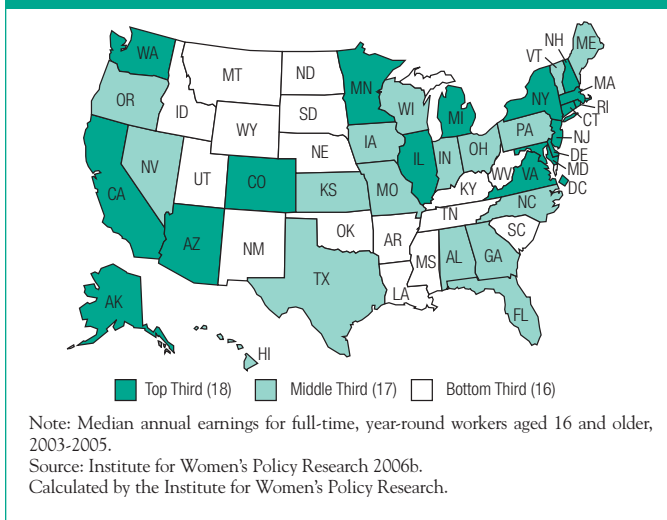 WA
MT
ND
MN
VT
NH
ME
OR
ID
SD
WI
MI
NY
MA
RI
CT
WY
IA
PA
NJ
NE
OH
DE
NV
UT
CO
IL
IN
WV
VA
MD
DC
CA
KS
MO
KY
NC
TN
AZ
NM
OK
AR
SC
MS
AL
GA
TX
LA
AK
FL
HI
Top Third (18) Middle Third (17) Bottom Third (16)
Note: Median annual earnings for full-time, year-round workers aged 16 and older,
2003-2005.
Source: Institute for Women's Policy Research 2006b.
Calculated by the Institute for Women's Policy Research.